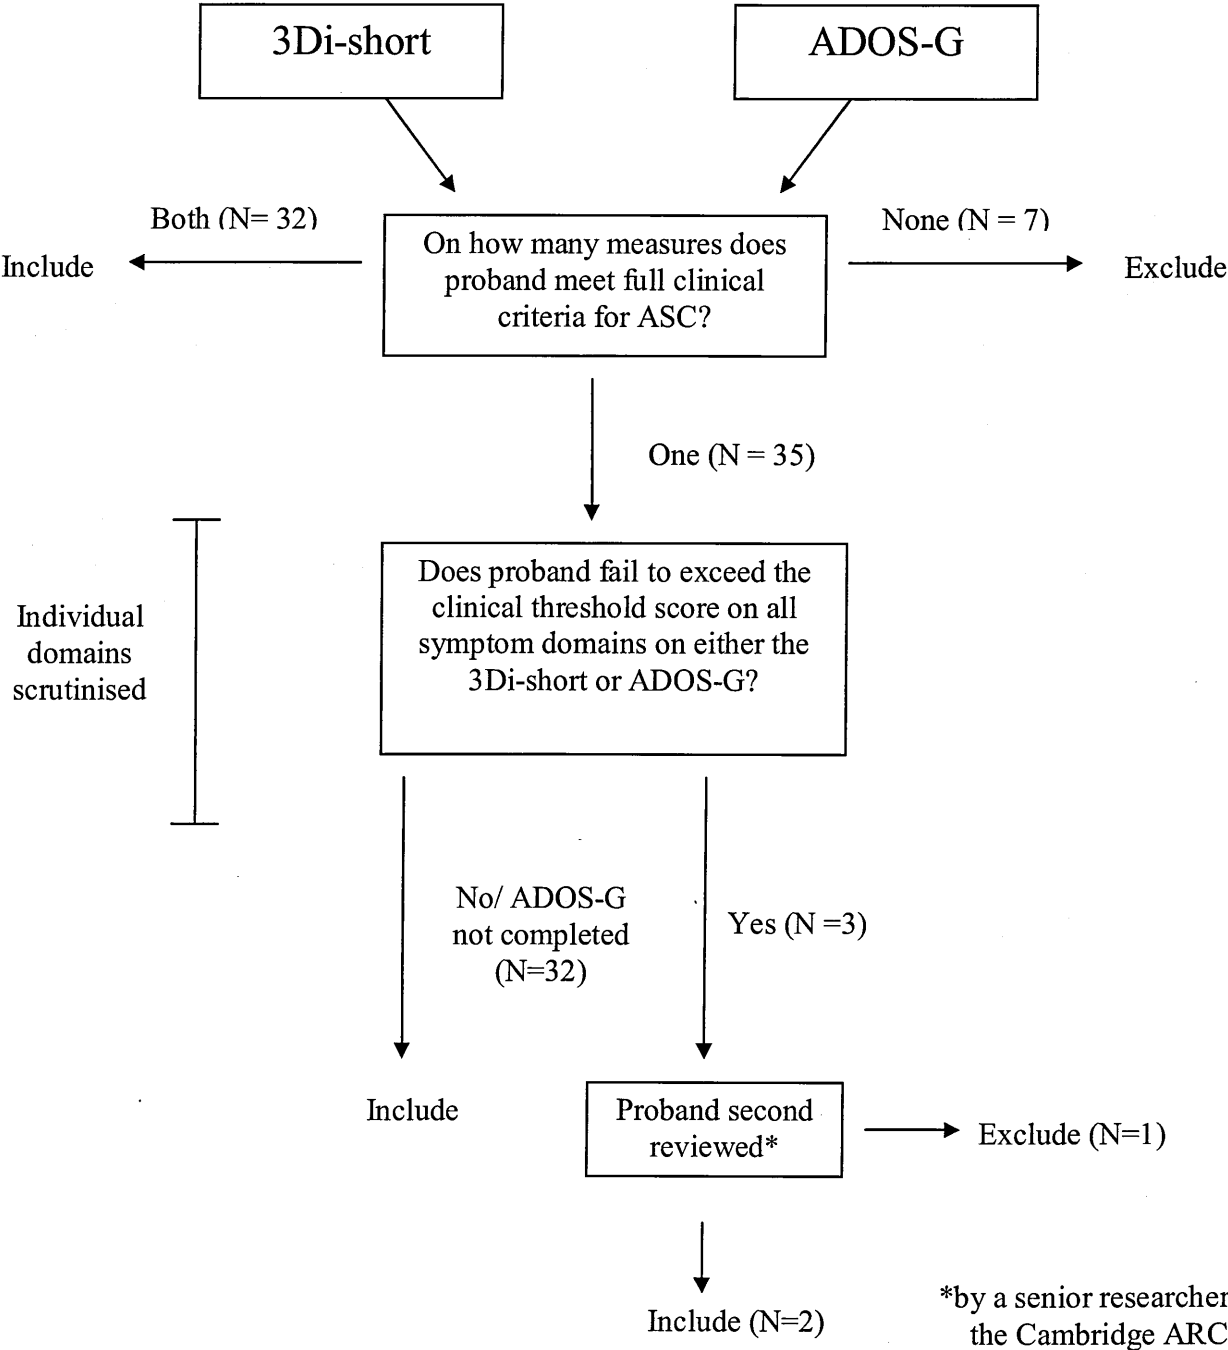 3Di-short
ADOS-G
Both (N= 32)
None (N = 7)
Include
On how many measures does
proband meet full clinical
criteria for ASC?
Exclude
One (N = 35)
Individual
domains
scrutinised
Does proband fail to exceed the
clinical threshold score on all
symptom domains on either the
3Di-short or ADOS-G?
No/ ADOS-G
not completed
(N=32)
Yes (N =3)
Include
Proband second
reviewed*
Exclude (N=1)
Include (N=2)
*by a senior researcher
the Cambridge ARC